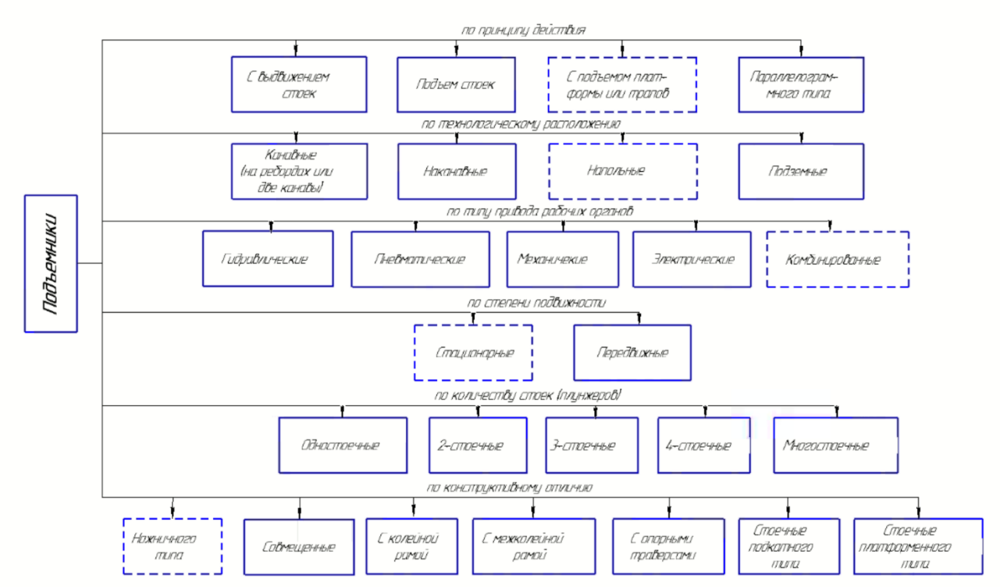 по принципу действия
С выдвижением
стоек
Подъем стоек
С подъемом плат-
формы или трапов
Параллелограм-
много типа
по технологическому расположению
Канавные
(на ребордах или
две канавы)
Наканавные
Напольные
Подземные
Подъемники
по типу привода рабочих органов
Гидравлические
Пневматические
Механичекие
Электрические
Комбинированные
по степени подвижности
Стационарные
Передвижные
по количеству стоек (плунжеров)
Одностоечные
2-стоечные
3-стоечные
4-стоечные
Многостоечные
по конструктивному отличию
Ножничного
типа
Совмещенные
С колейной
рамой
С межколейной
рамой
С опорными
траверсами
Стоечные
подкатного
типа
Стоечные
платформенного
типа